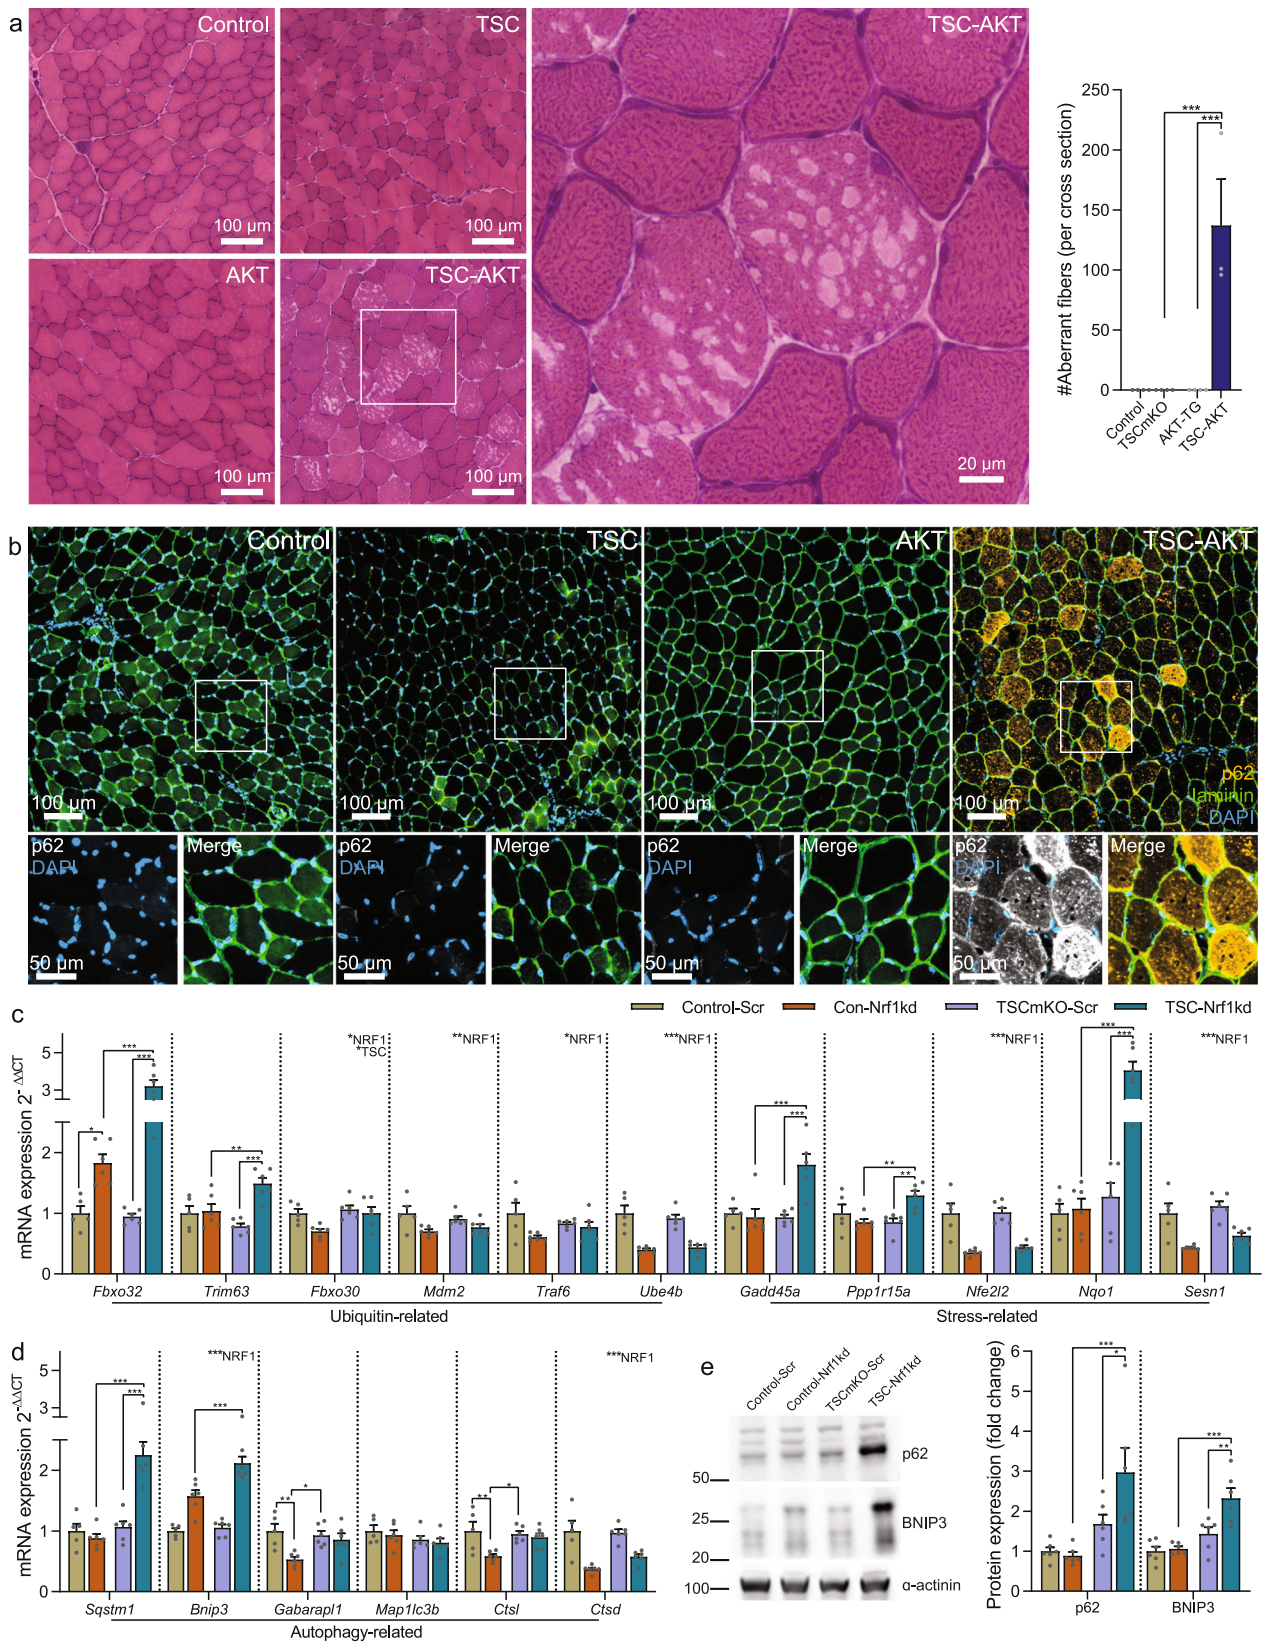 a
Control
TSC
TSC-AKT
100 µm
100 µm
AKT
TSC-AKT
100 µm
100 µm
20 µm
#Aberrant fibers (per cross section)
250
200
150
100
50
0
***
***
Control
TSCmKO
AKT-TG
TSC-AKT
b
Control
TSC
AKT
TSC-AKT
100 µm
100 µm
100 µm
100 µm
p62
laminin
DAPI
p62
DAPI
50 µm
Merge
p62
DAPI
50 µm
Merge
p62
DAPI
50 µm
Merge
p62
DAPI
50 µm
Merge
Control-Scr
Con-Nrf1kd
TSCmKO-Scr
TSC-Nrf1kd
c
mRNA expression 2^-ΔΔCT
5
3
2
1
0
*
***
***
**
***
*NRF1
*TSC
**NRF1
*NRF1
***NRF1
***
***
**
**
***NRF1
***
***
***NRF1
Fbxo32
Trim63
Fbxo30
Mdm2
Traf6
Ube4b
Gadd45a
Ppp1r15a
Nfe2l2
Nqo1
Sesn1
Ubiquitin-related
Stress-related
d
mRNA expression 2^-ΔΔCT
5
3
2
1
0
***
***
***NRF1
***
**
*
**
*
***NRF1
Sqstm1
Bnip3
Gabarapl1
Map1lc3b
Ctsl
Ctsd
Autophagy-related
e
Control-Scr
Control-Nrf1kd
TSCmKO-Scr
TSC-Nrf1kd
p62
50
BNIP3
25
20
100
α-actinin
Protein expression (fold change)
6
5
4
3
2
1
0
***
*
***
**
p62
BNIP3